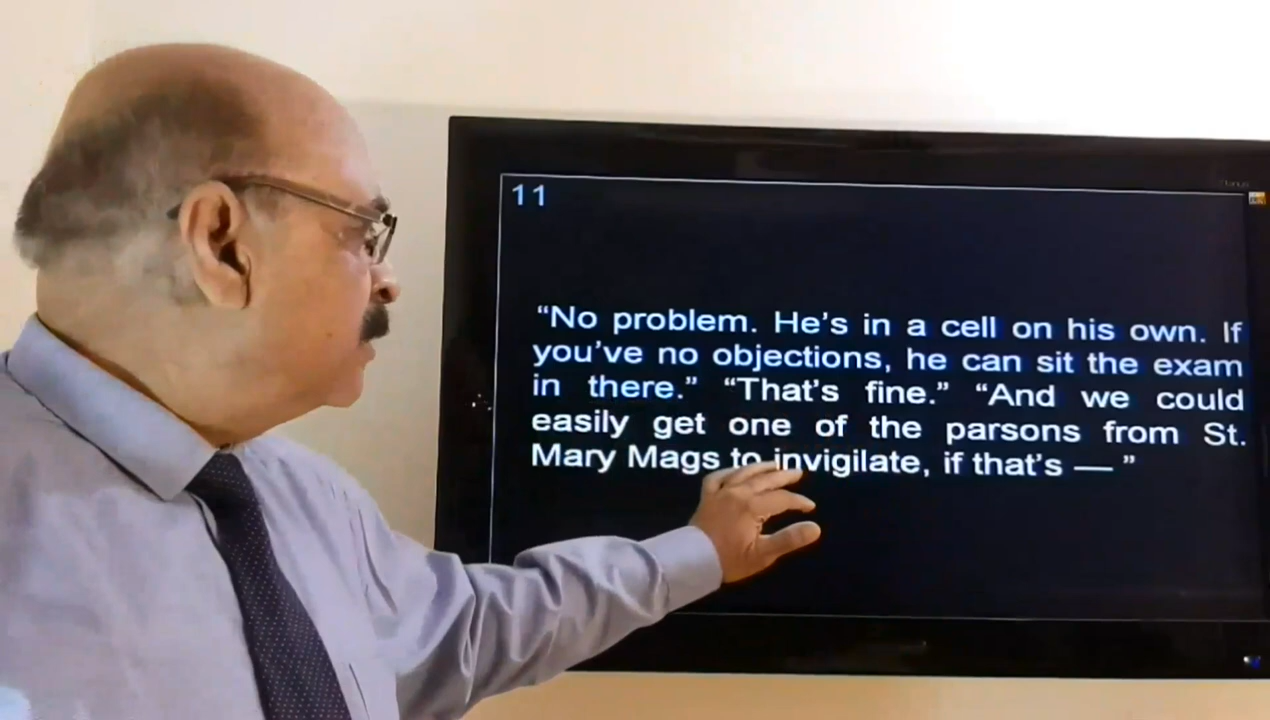 11
“No problem. He’s in a cell on his own. If
you’ve no objections, he can sit the exam
in there.” “That’s fine.” “And we could
easily get one of the parsons from St.
Mary Mags to invigilate, if that’s — ”